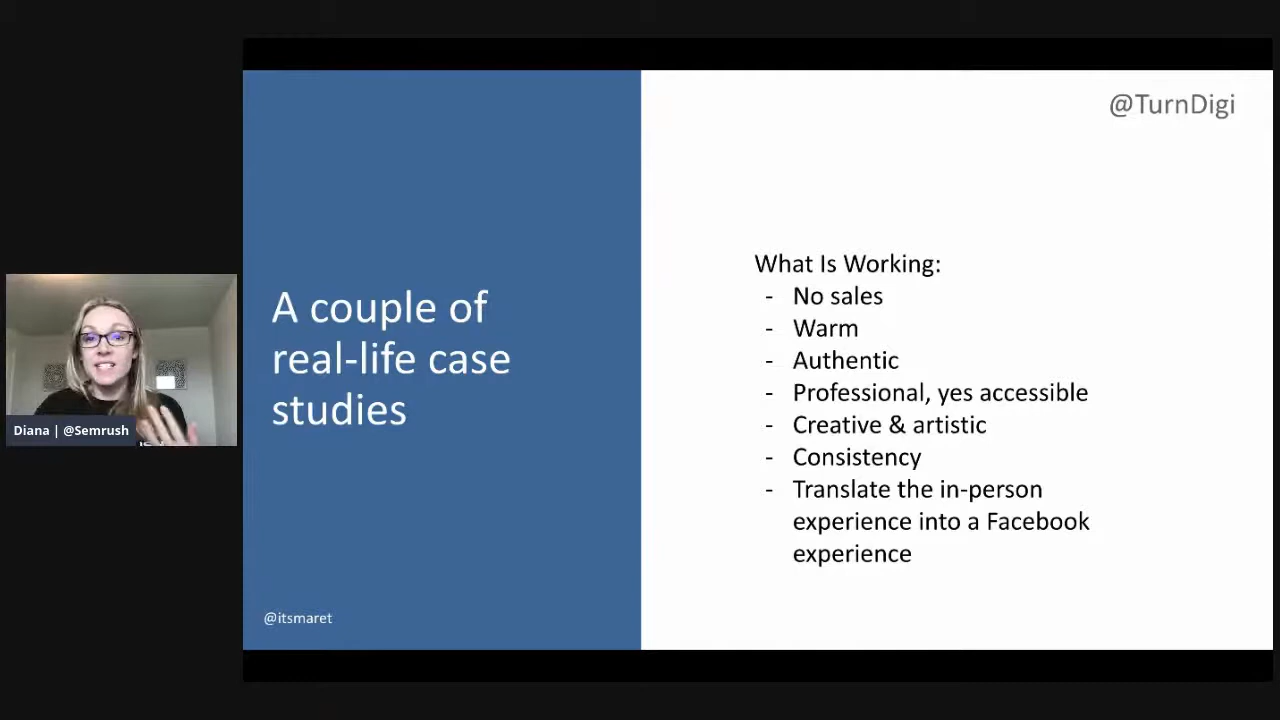 @TurnDigi
A couple of
real-life case
studies
What Is Working:
- No sales
- Warm
- Authentic
- Professional, yes accessible
- Creative & artistic
- Consistency
- Translate the in-person
experience into a Facebook
experience
Diana | @Semrush
@itsmaret